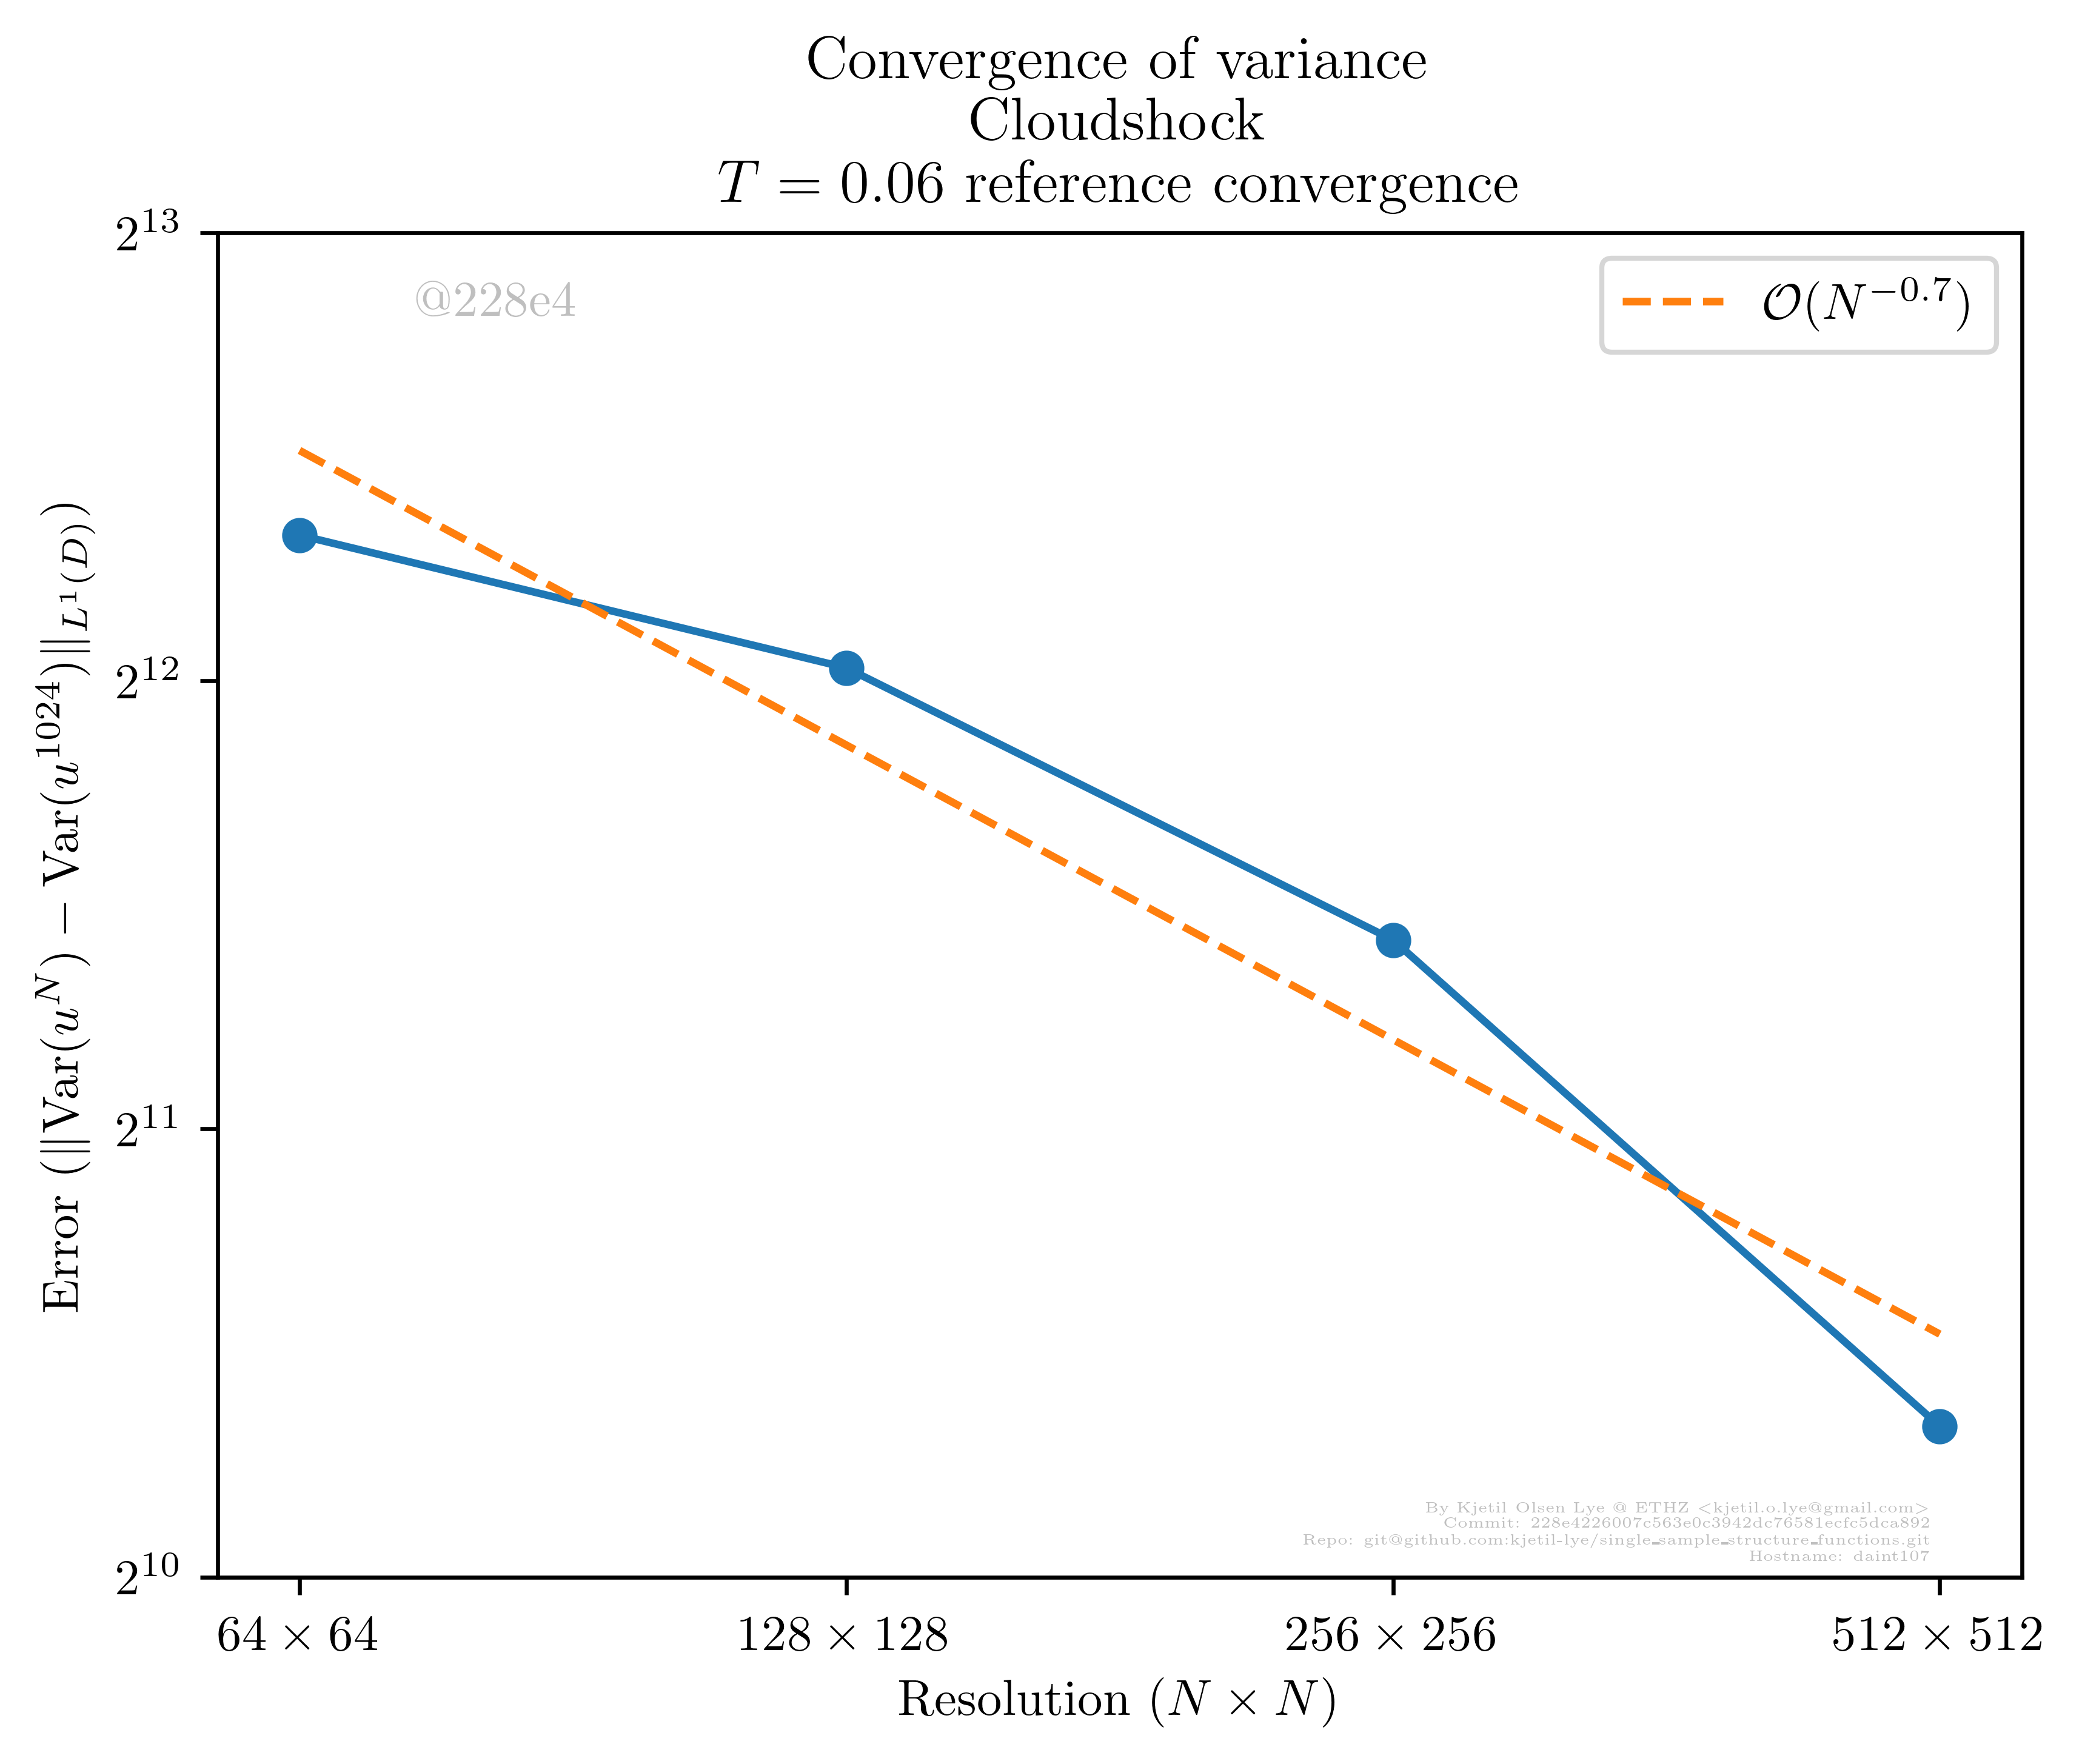 Convergence of variance
Cloudshock
T = 0.06 reference convergence
2^13
@228e4
O(N^−0.7)
2^12
2^11
2^10
Error (||Var(u^N) − Var(u^1024)||_L^1(D))
By Kjetil Olsen Lye @ ETHZ <kjetil.o.lye@gmail.com>
Commit: 228e4226007c563e0c3942dc76581ecfc5dca892
Repo: git@github.com:kjetil-lye/single_sample_structure_functions.git
Hostname: daint107
64 × 64 128 × 128 256 × 256 512 × 512
Resolution (N × N)